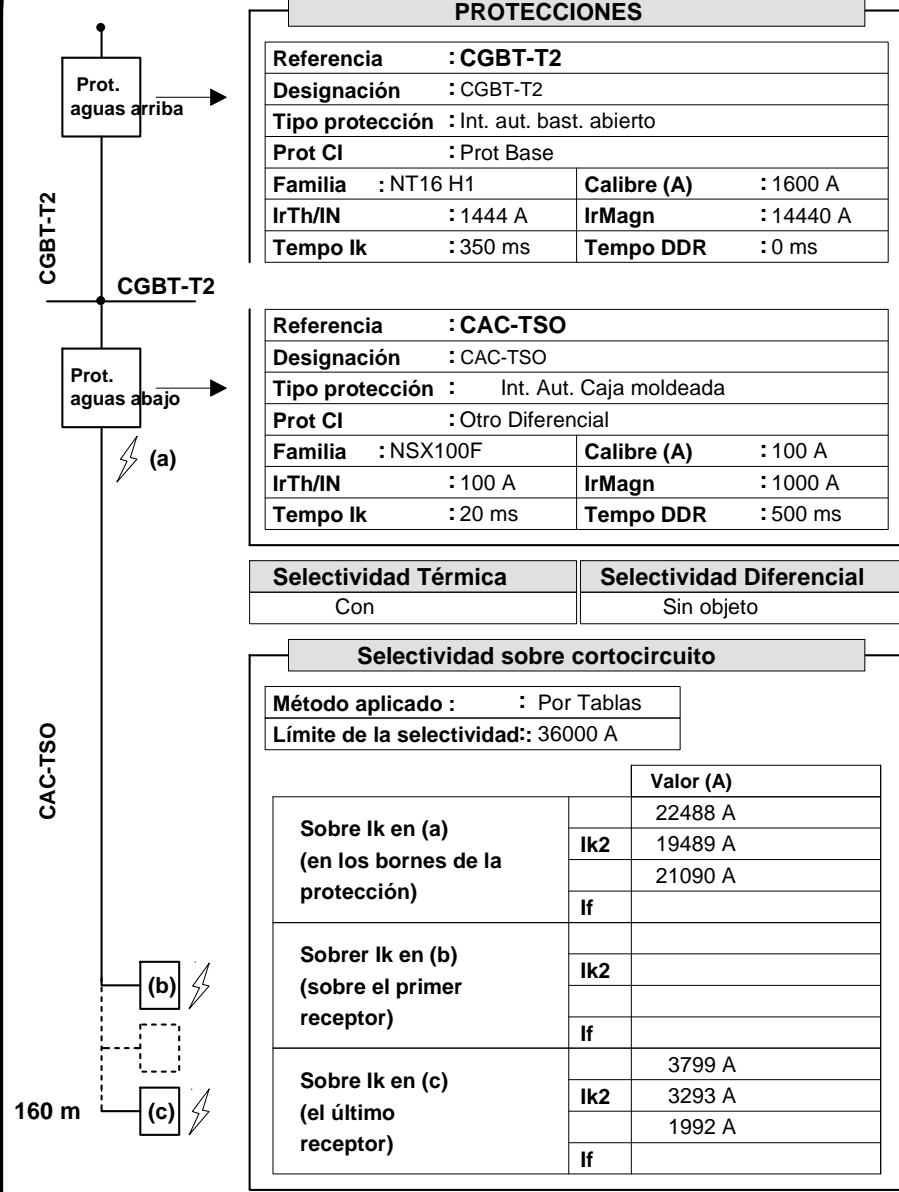 PROTECCIONES
Prot.
aguas arriba
CGBT-T2
CGBT-T2
Referencia : CGBT-T2
Designación : CGBT-T2
Tipo protección : Int. aut. bast. abierto
Prot CI : Prot Base
Familia : NT16 H1 Calibre (A) : 1600 A
IrTh/IN : 1444 A IrMagn : 14440 A
Tempo Ik : 350 ms Tempo DDR : 0 ms
Prot.
aguas abajo
(a)
Referencia : CAC-TSO
Designación : CAC-TSO
Tipo protección : Int. Aut. Caja moldeada
Prot CI : Otro Diferencial
Familia : NSX100F Calibre (A) : 100 A
IrTh/IN : 100 A IrMagn : 1000 A
Tempo Ik : 20 ms Tempo DDR : 500 ms
Selectividad Térmica Selectividad Diferencial
Con Sin objeto
Selectividad sobre cortocircuito
Método aplicado : : Por Tablas
Límite de la selectividad:: 36000 A
CAC-TSO
Valor (A)
Sobre Ik en (a)
(en los bornes de la
protección)
22488 A
Ik2 19489 A
21090 A
If
Sobrer Ik en (b)
(sobre el primer
receptor)
Ik2
If
(b)
Sobre Ik en (c)
(el último
receptor)
3799 A
Ik2 3293 A
1992 A
If
160 m (c)